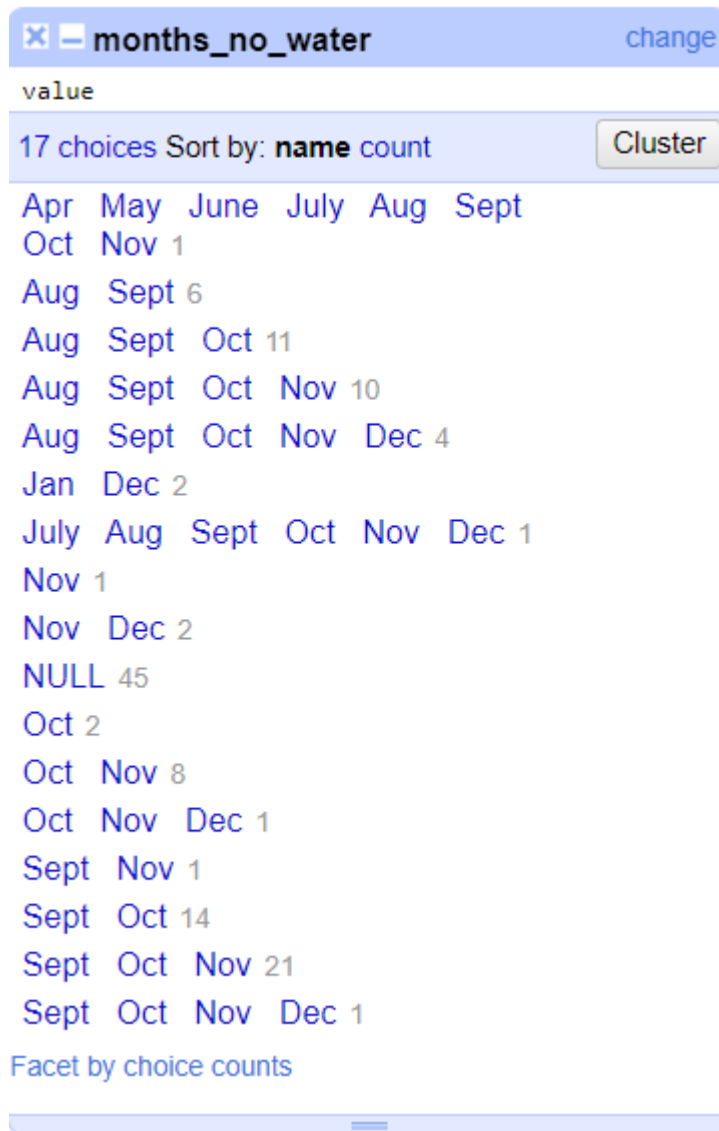 months_no_water change
value
17 choices Sort by: name count Cluster
Apr May June July Aug Sept
Oct Nov 1
Aug Sept 6
Aug Sept Oct 11
Aug Sept Oct Nov 10
Aug Sept Oct Nov Dec 4
Jan Dec 2
July Aug Sept Oct Nov Dec 1
Nov 1
Nov Dec 2
NULL 45
Oct 2
Oct Nov 8
Oct Nov Dec 1
Sept Nov 1
Sept Oct 14
Sept Oct Nov 21
Sept Oct Nov Dec 1
Facet by choice counts